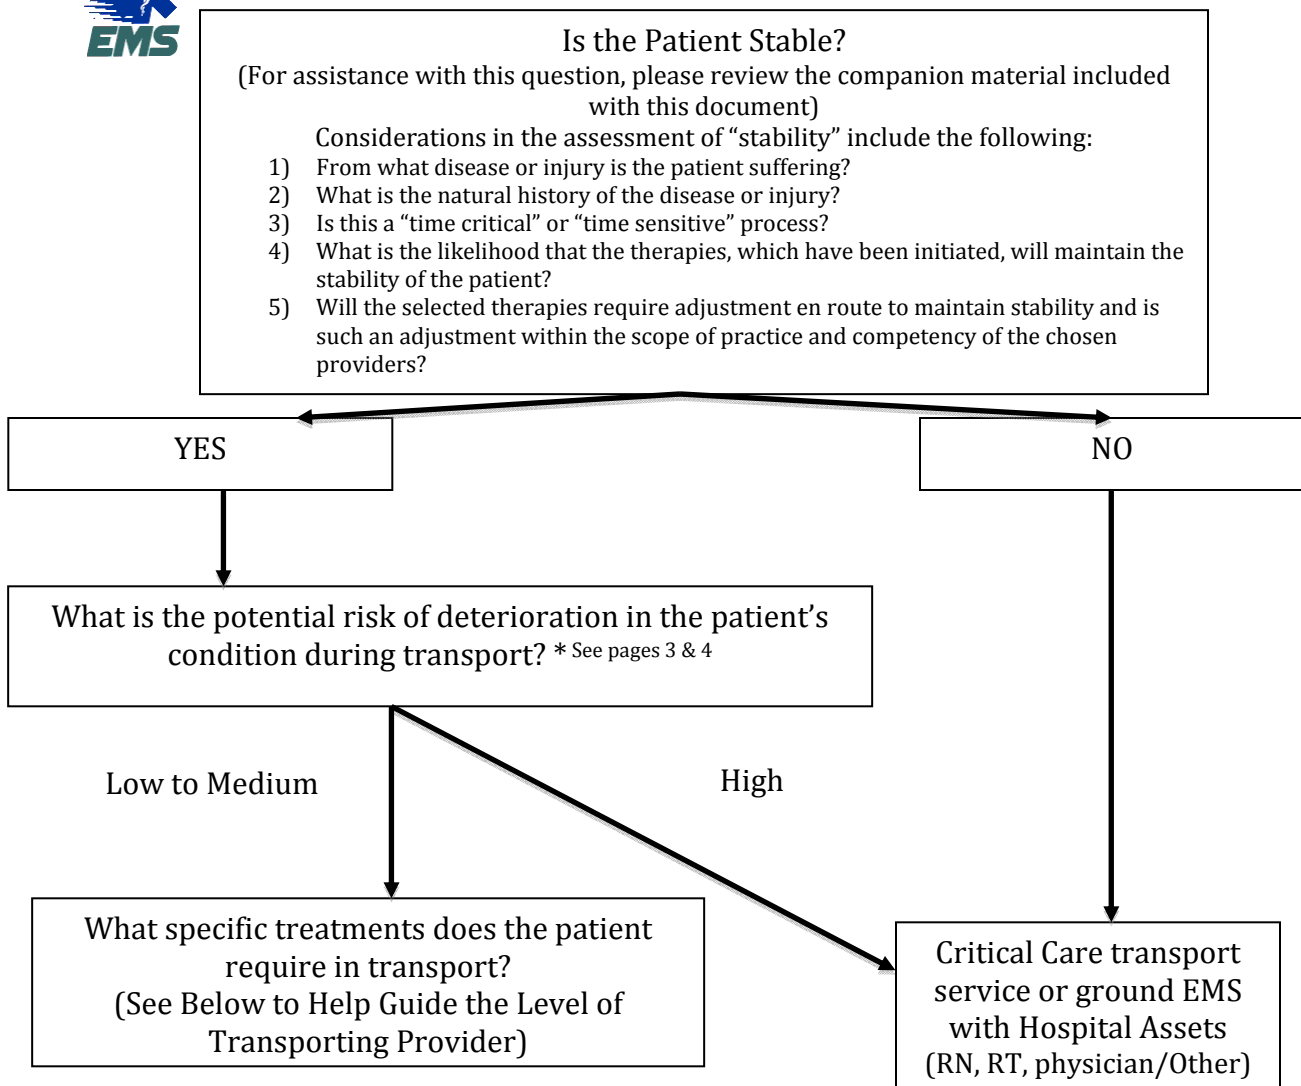 EMS
Is the Patient Stable?
(For assistance with this question, please review the companion material included
with this document)
Considerations in the assessment of “stability” include the following:
1) From what disease or injury is the patient suffering?
2) What is the natural history of the disease or injury?
3) Is this a “time critical” or “time sensitive” process?
4) What is the likelihood that the therapies, which have been initiated, will maintain the
stability of the patient?
5) Will the selected therapies require adjustment en route to maintain stability and is
such an adjustment within the scope of practice and competency of the chosen
providers?
YES
NO
What is the potential risk of deterioration in the patient’s
condition during transport? * See pages 3 & 4
Low to Medium
High
What specific treatments does the patient
require in transport?
(See Below to Help Guide the Level of
Transporting Provider)
Critical Care transport
service or ground EMS
with Hospital Assets
(RN, RT, physician/Other)